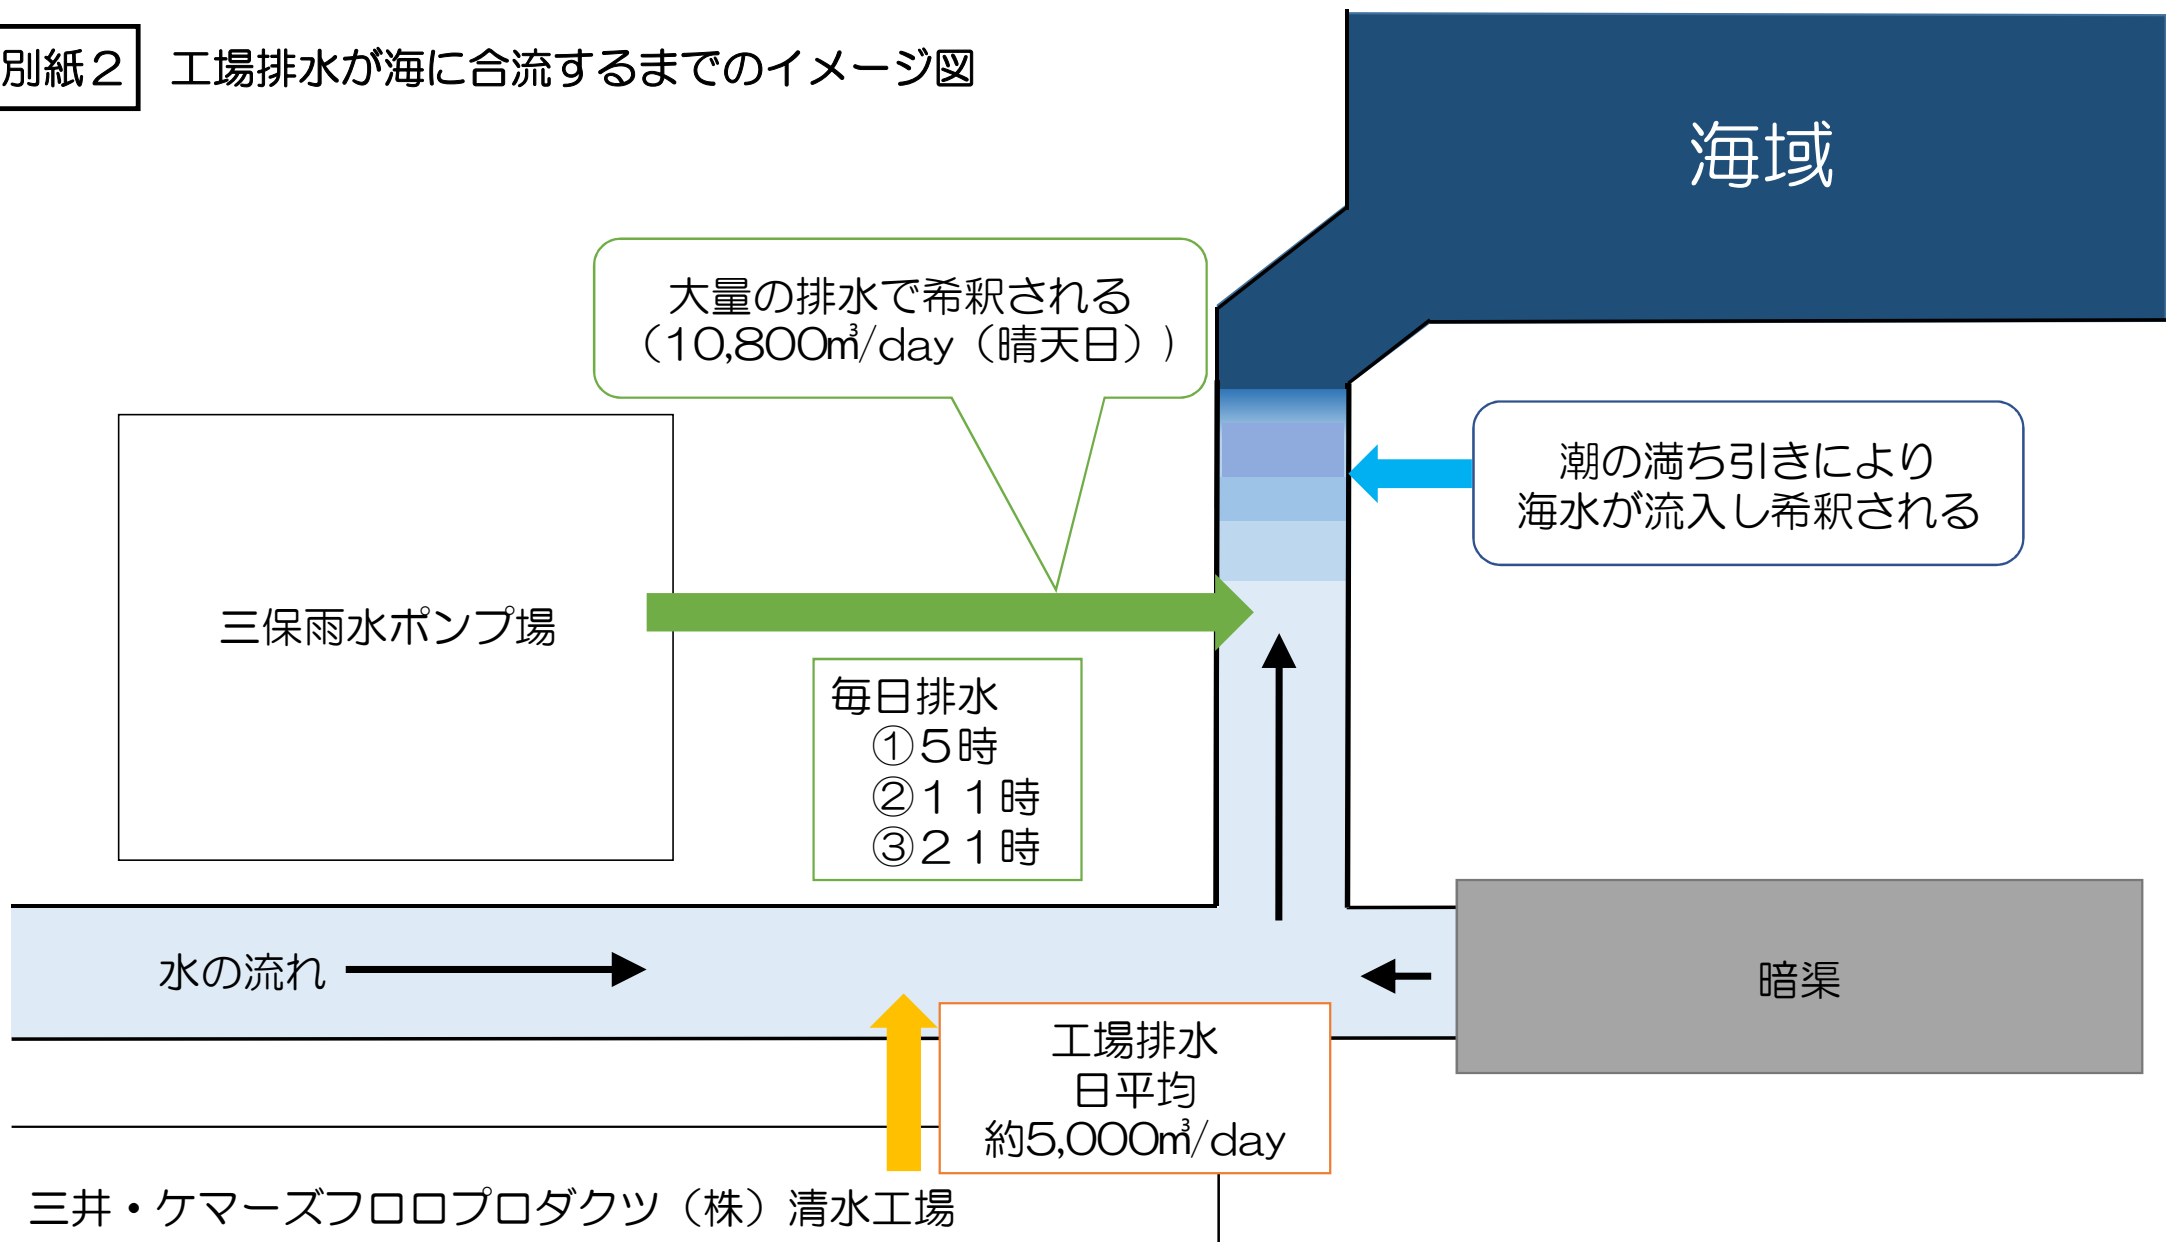 別紙２
工場排水が海に合流するまでのイメージ図
海域
大量の排水で希釈される
（10,800㎥/day（晴天日））
潮の満ち引きにより
海水が流入し希釈される
三保雨水ポンプ場
毎日排水
①５時
②１１時
③２１時
水の流れ
暗渠
工場排水
日平均
約5,000㎥/day
三井・ケマーズフロロプロダクツ（株）清水工場